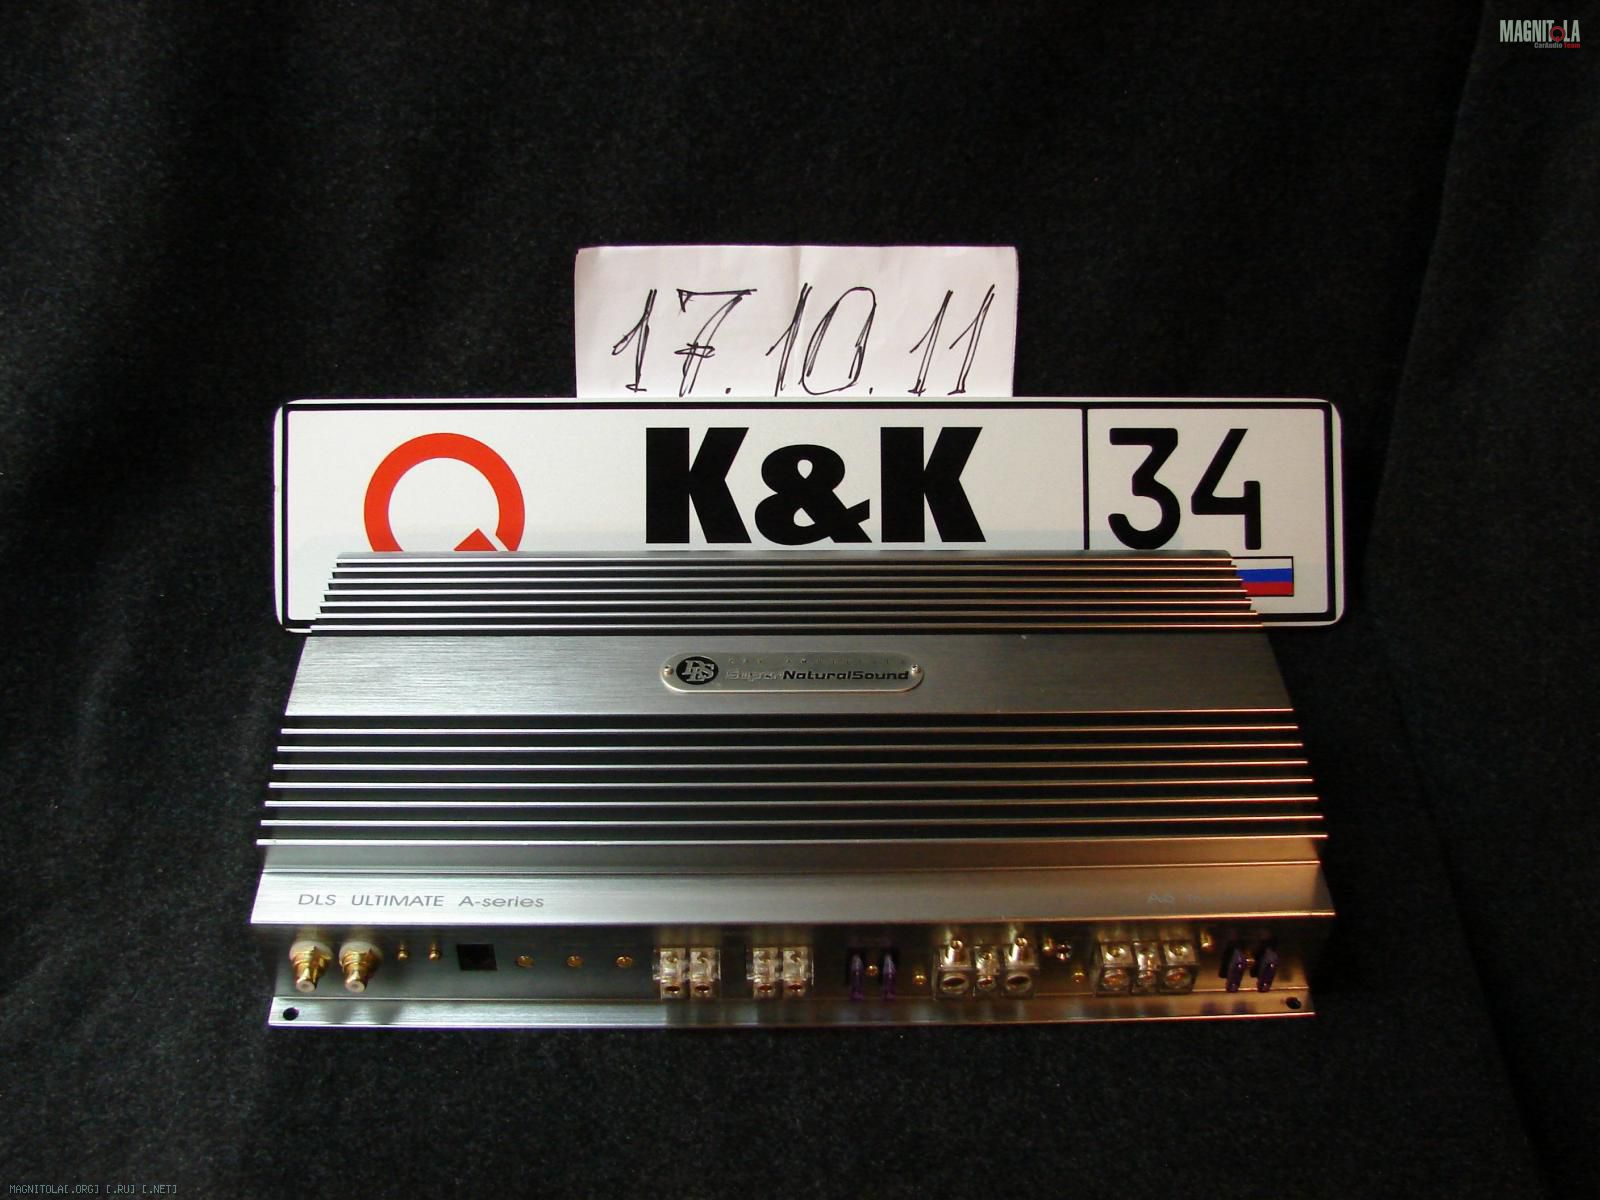 MAGNITOLA
CarAudio Team
17.10.11
K&K 34
DLS
SuperNaturalSound
DLS ULTIMATE A-series
MAGNITOLA[.ORG] [.RU] [.NET]